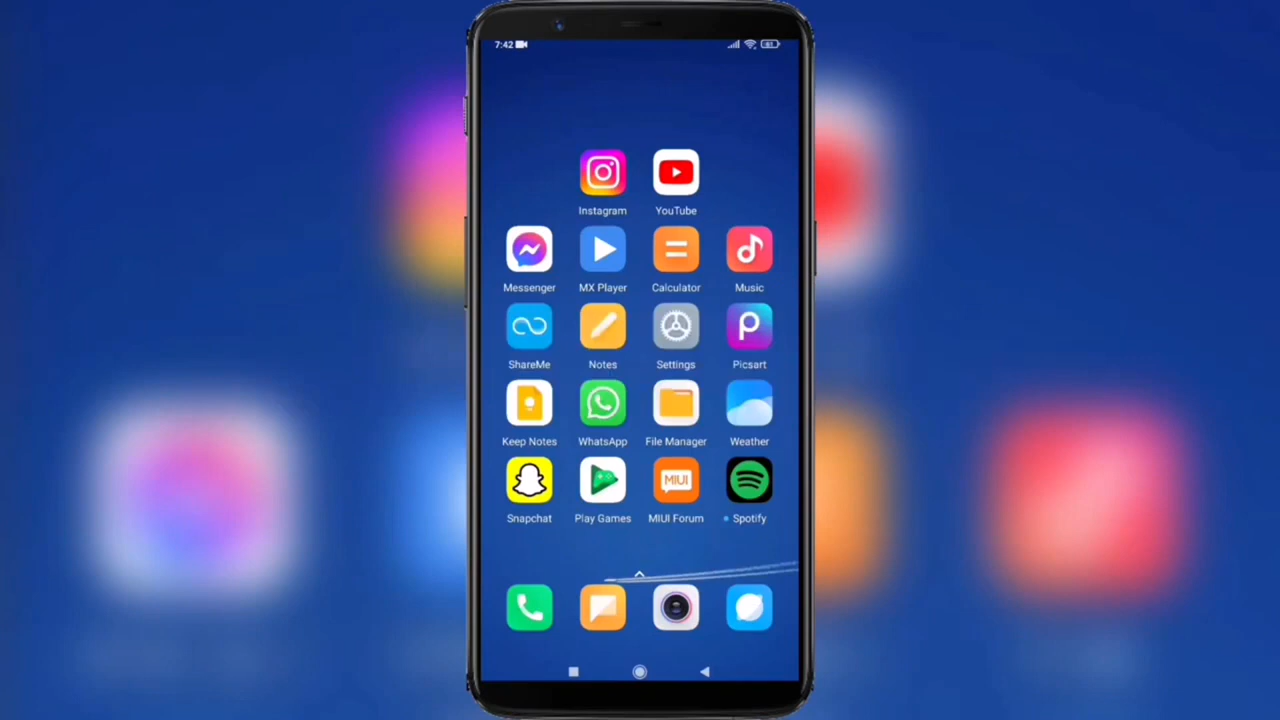 7:42
Instagram YouTube
Messenger MX Player Calculator Music
ShareMe Notes Settings Picsart
Keep Notes WhatsApp File Manager Weather
MIUI
Snapchat Play Games MIUI Forum Spotify